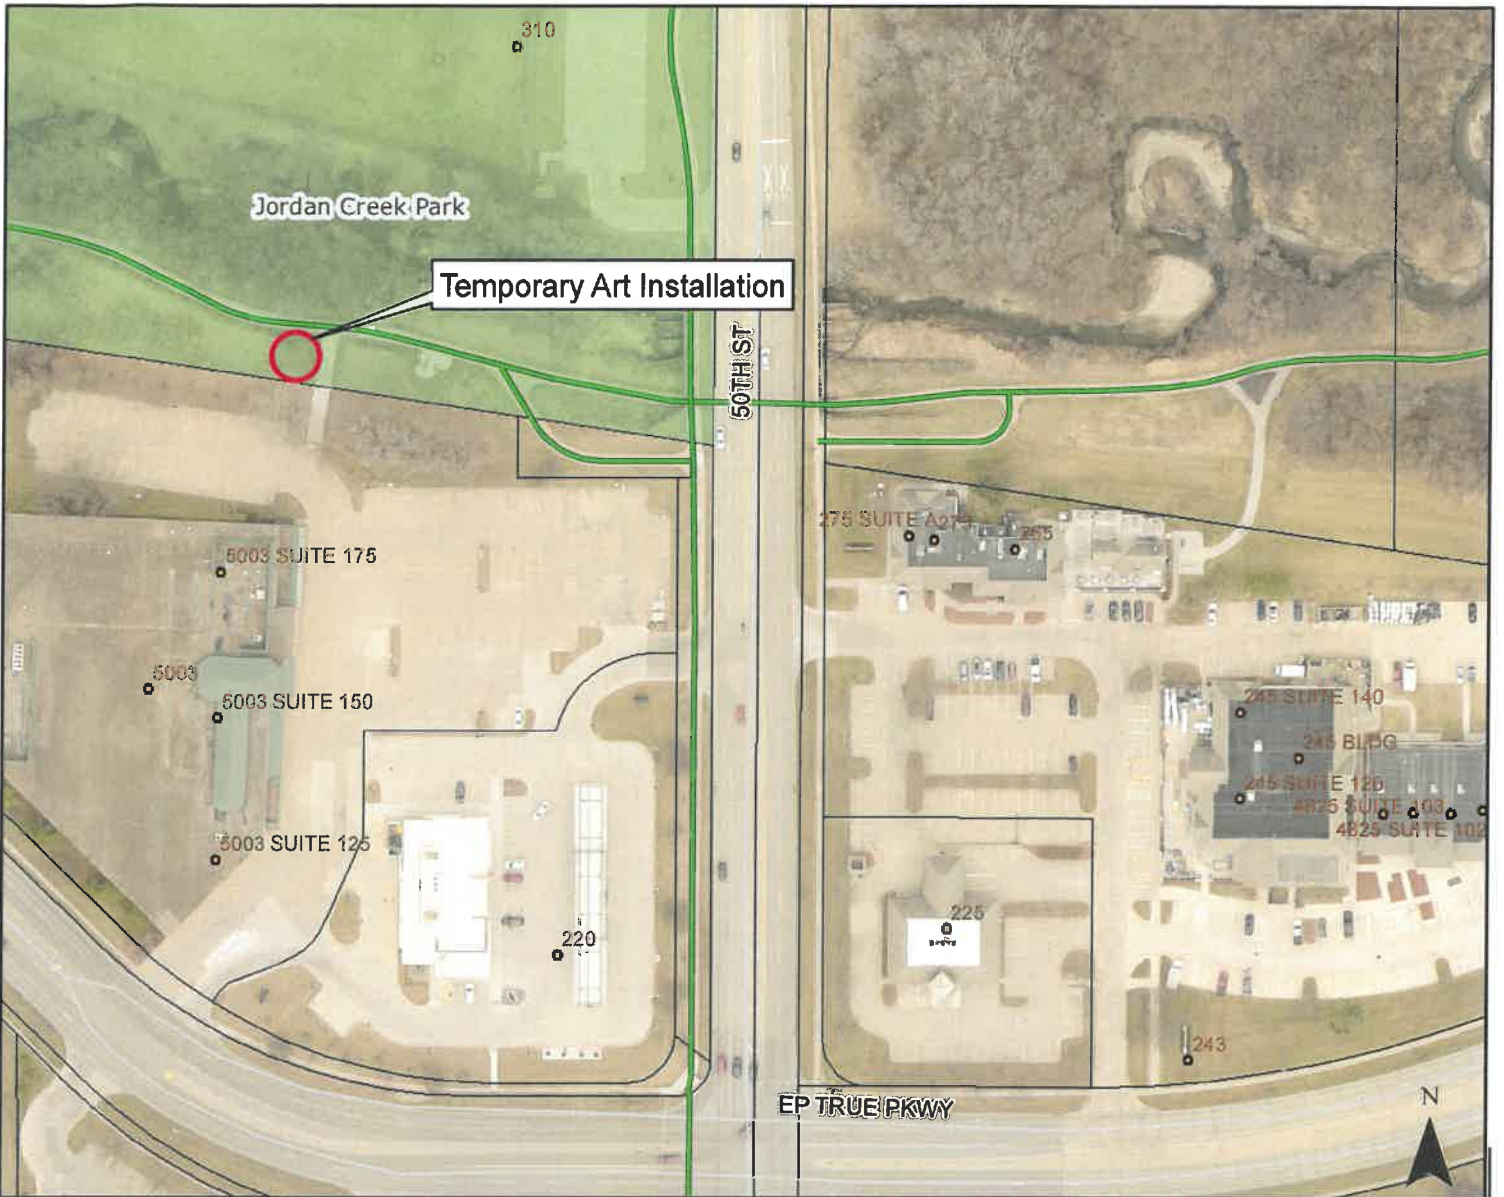 310
Jordan Creek Park
Temporary Art Installation
50TH ST
275 SUITE A
265
5003 SUITE 175
5003
5003 SUITE 150
245 SUITE 140
245 BLDG
245 SUITE 120
4825 SUITE 103
4825 SUITE 102
5003 SUITE 125
225
220
243
EP TRUE PKWY
N